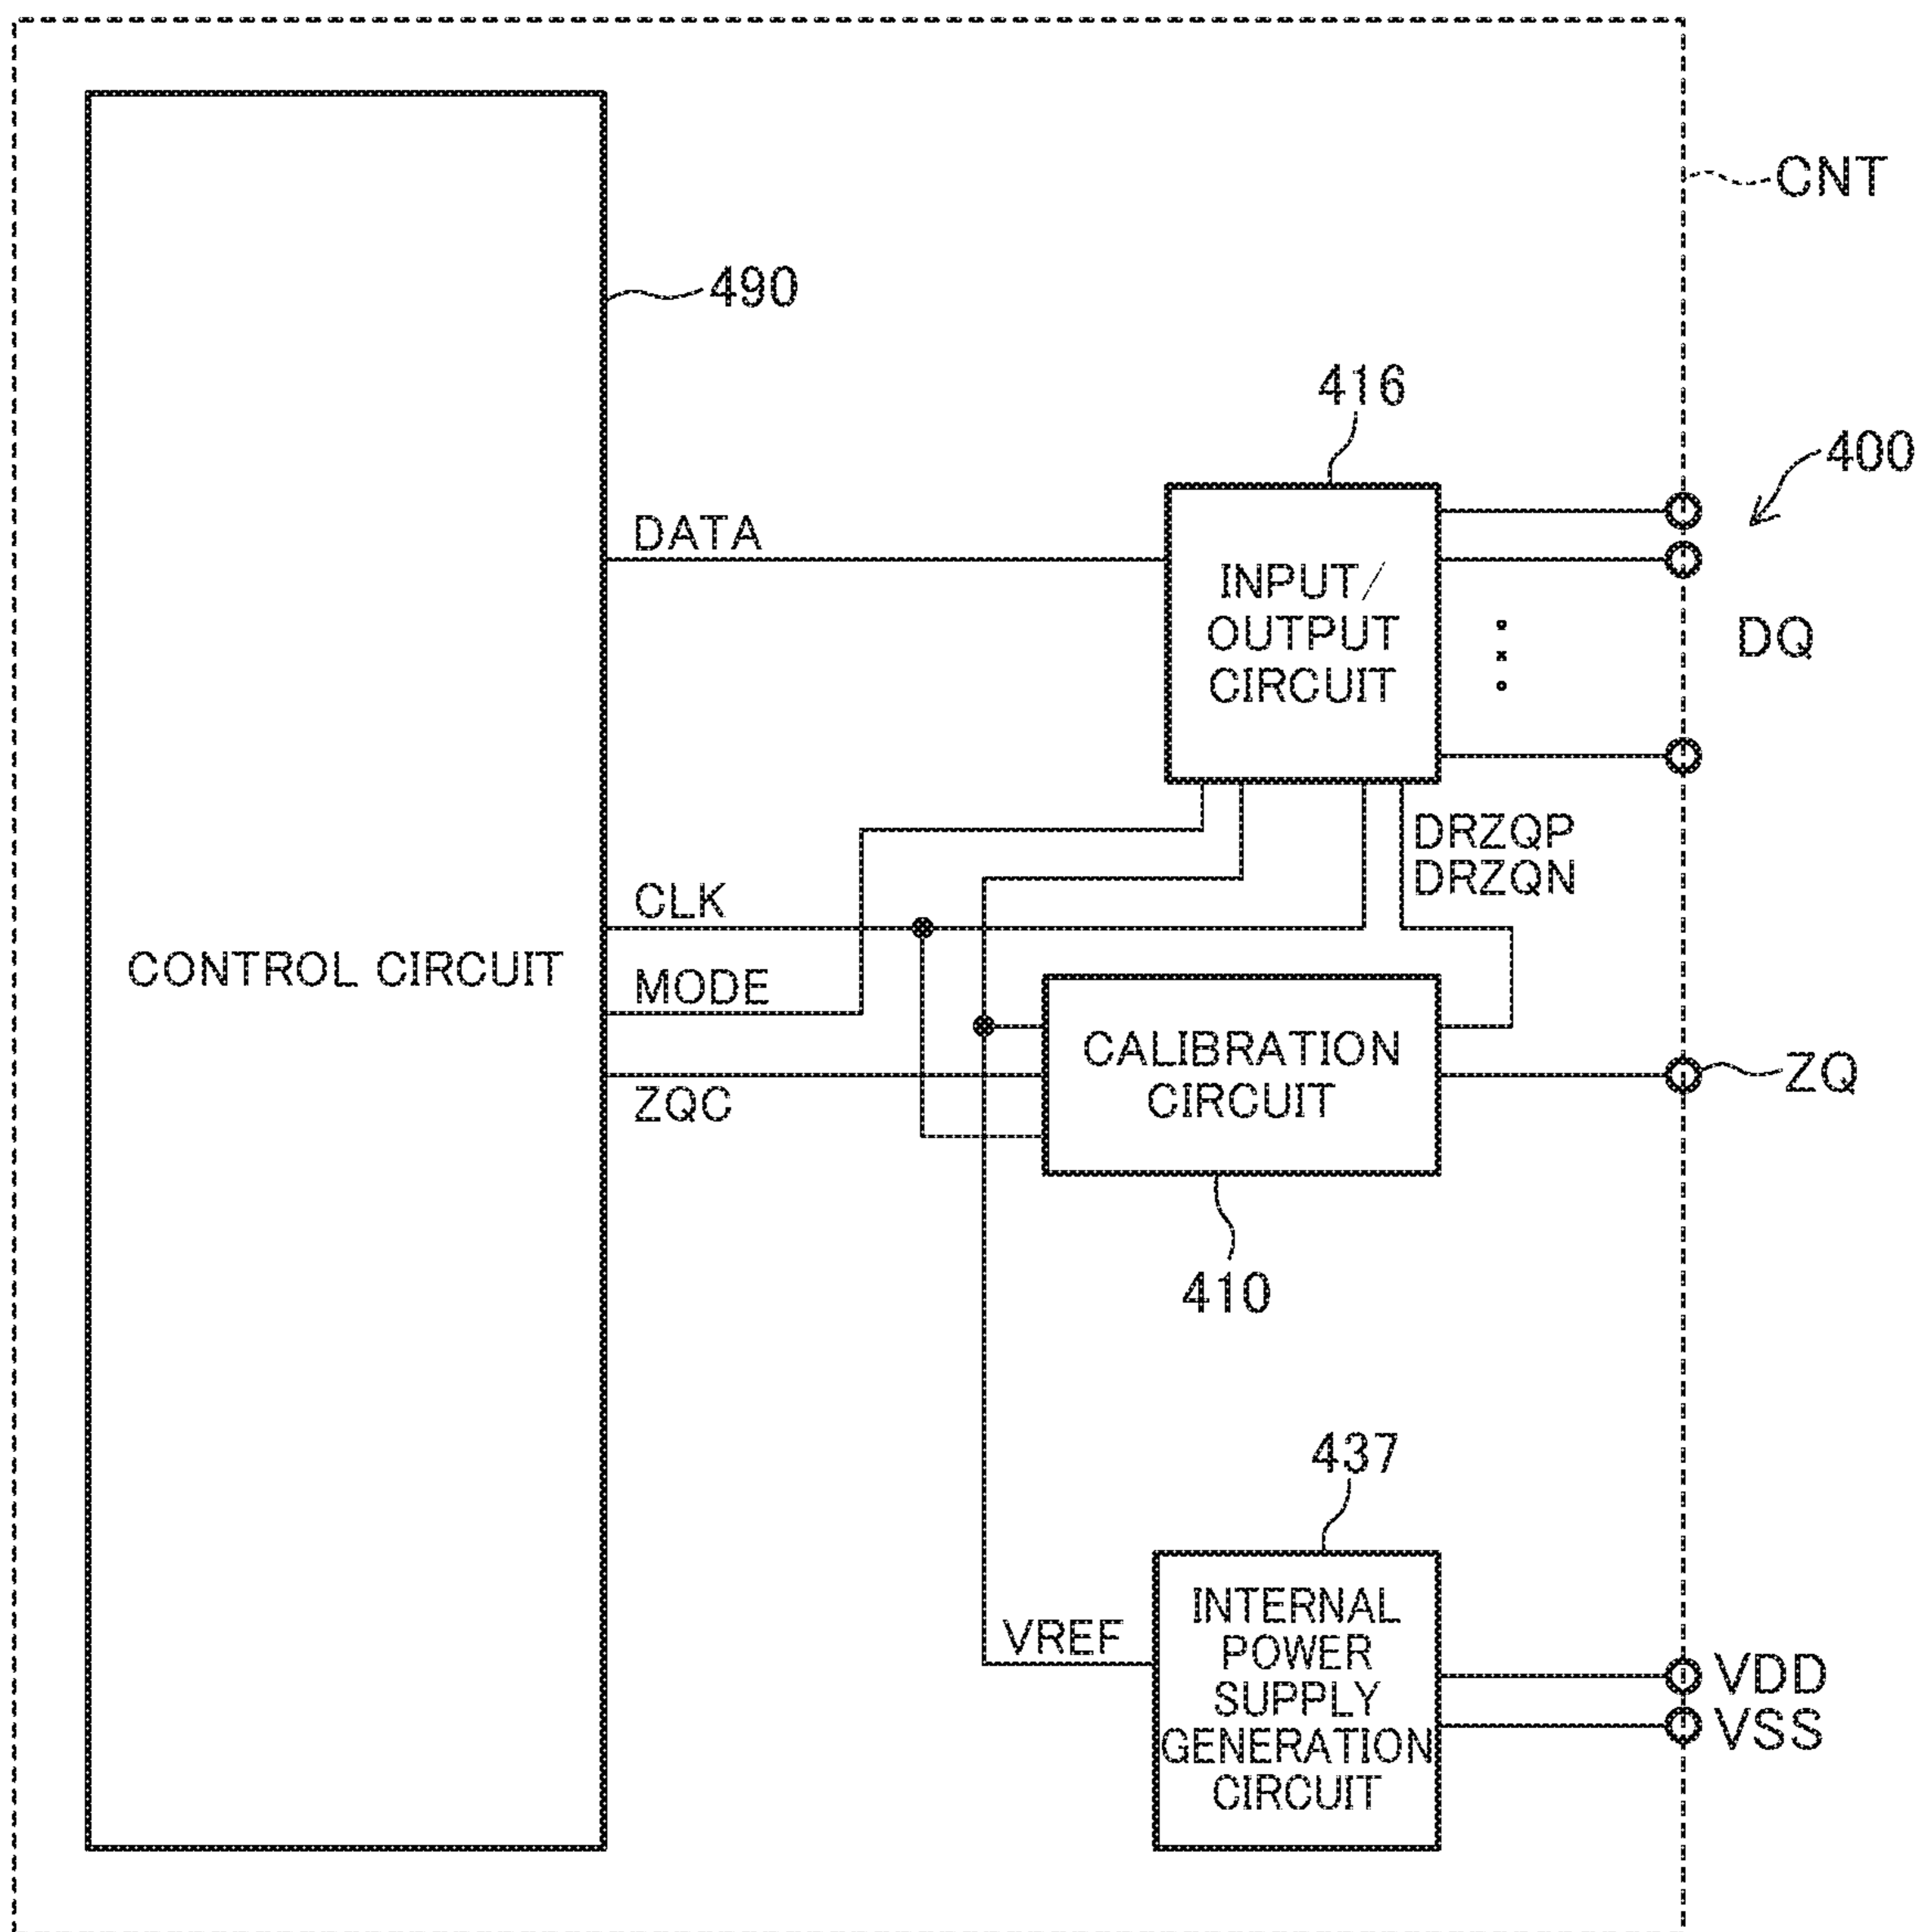 CNT
490
416
400
DATA
INPUT/
OUTPUT
CIRCUIT
DQ
DRZQP
DRZQN
CLK
CONTROL CIRCUIT
MODE
CALIBRATION
CIRCUIT
ZQ
ZQC
410
437
INTERNAL
POWER
SUPPLY
GENERATION
CIRCUIT
VREF
VDD
VSS